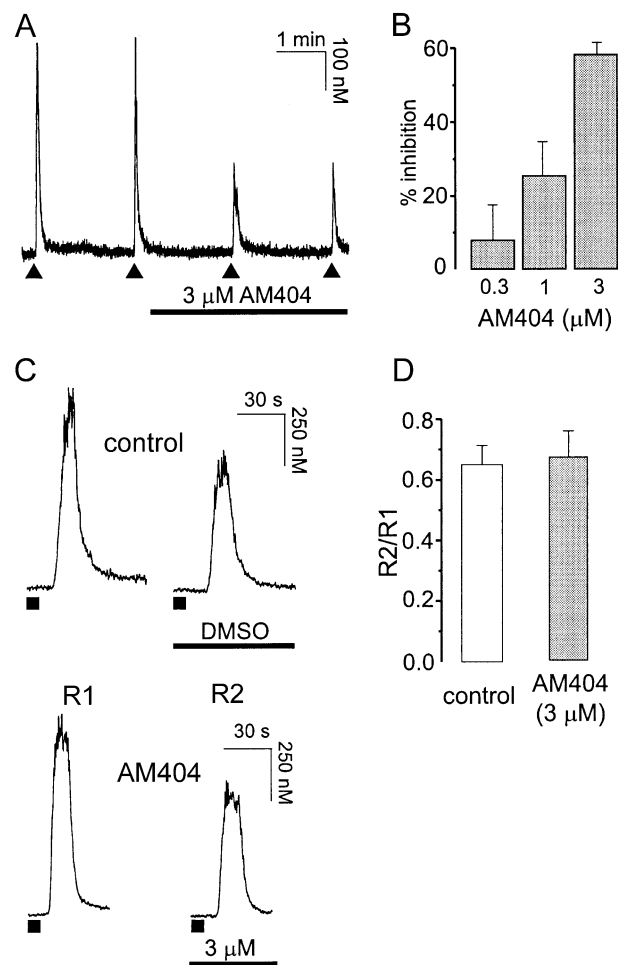 A
1 min
100 nM
3 μM AM404
B
60
40
20
0
% inhibition
0.3 1 3
AM404 (μM)
C
control
30 s
250 nM
DMSO
R1 R2
AM404
30 s
250 nM
3 μM
D
0.8
0.6
0.4
0.2
0.0
R2/R1
control
AM404
(3 μM)